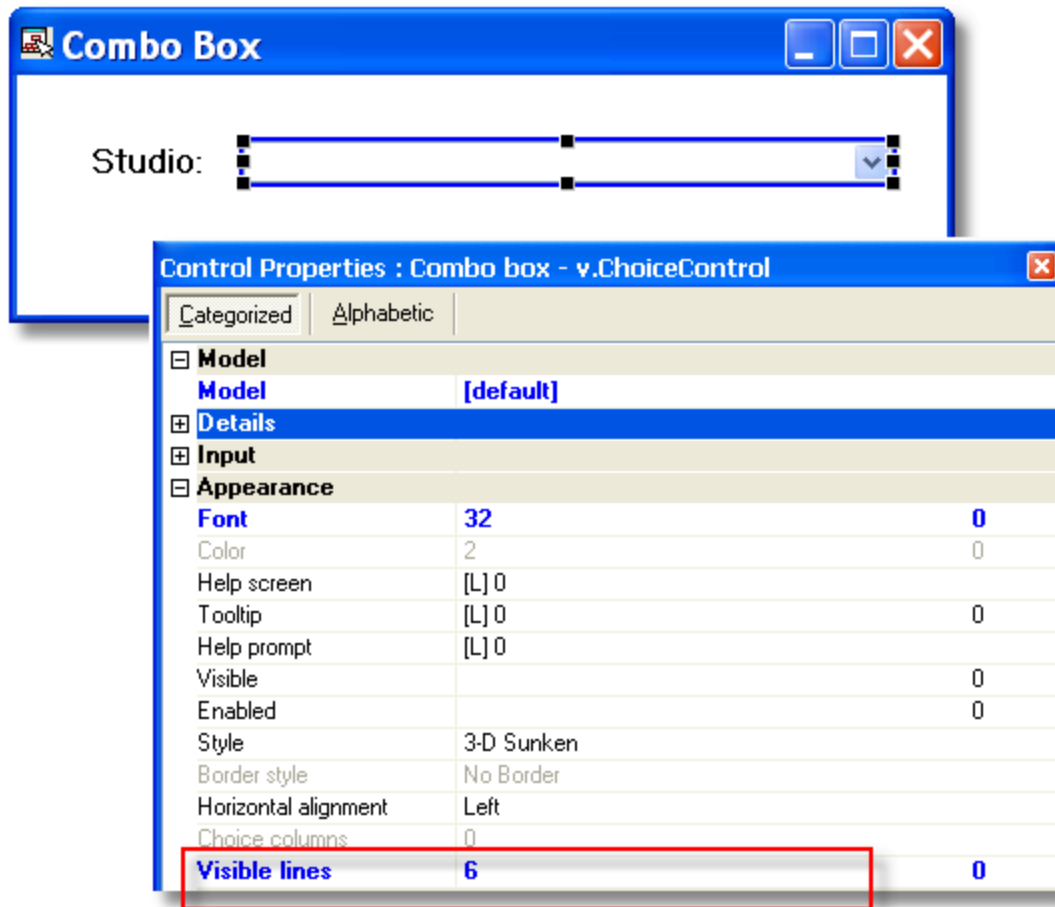 Combo Box
Studio:
Control Properties : Combo box - v.ChoiceControl
Categorized Alphabetic
Model
Model [default]
Details
Input
Appearance
Font 32 0
Color 2 0
Help screen [L] 0
Tooltip [L] 0 0
Help prompt [L] 0
Visible 0
Enabled 0
Style 3-D Sunken
Border style No Border
Horizontal alignment Left
Choice columns 0
Visible lines 6 0